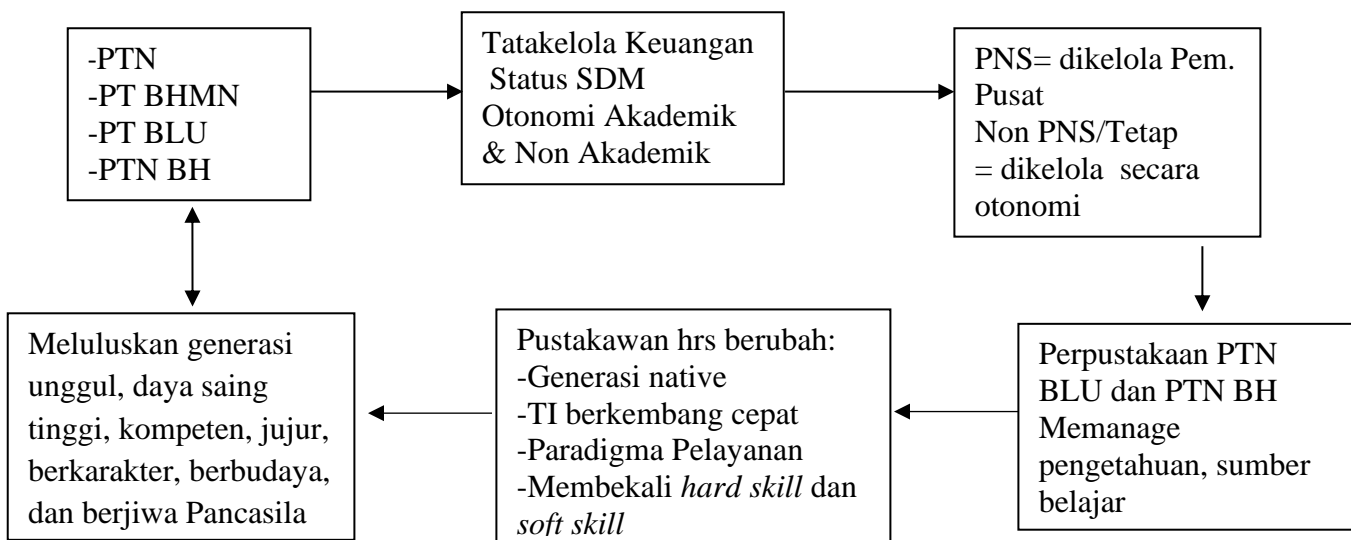 -PTN
-PT BHMN
-PT BLU
-PTN BH
Tatakelola Keuangan
Status SDM
Otonomi Akademik
& Non Akademik
PNS= dikelola Pem.
Pusat
Non PNS/Tetap
= dikelola secara
otonomi
Perpustakaan PTN
BLU dan PTN BH
Memanage
pengetahuan, sumber
belajar
Pustakawan hrs berubah:
-Generasi native
-TI berkembang cepat
-Paradigma Pelayanan
-Membekali hard skill dan
soft skill
Meluluskan generasi
unggul, daya saing
tinggi, kompeten, jujur,
berkarakter, berbudaya,
dan berjiwa Pancasila